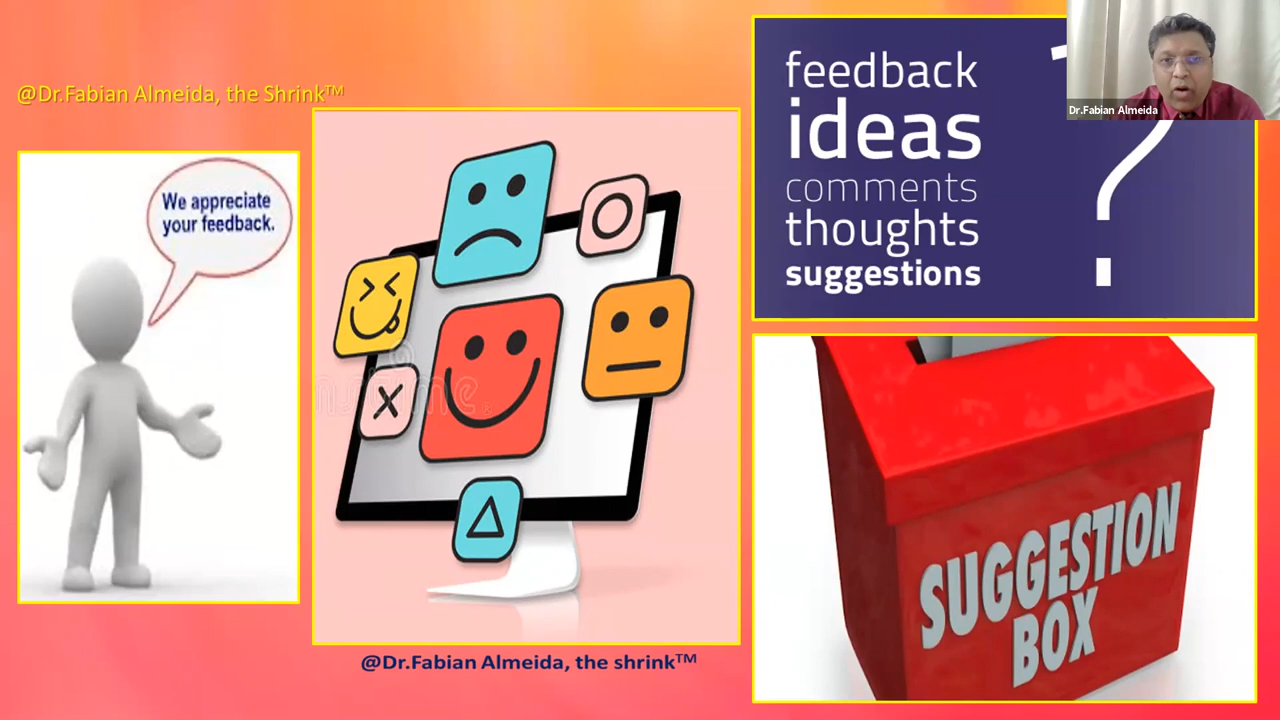 @Dr.Fabian Almeida, the Shrink™
We appreciate
your feedback.
feedback
ideas
comments
thoughts
suggestions
?
Dr.Fabian Almeida
SUGGESTION
BOX
@Dr.Fabian Almeida, the shrink™